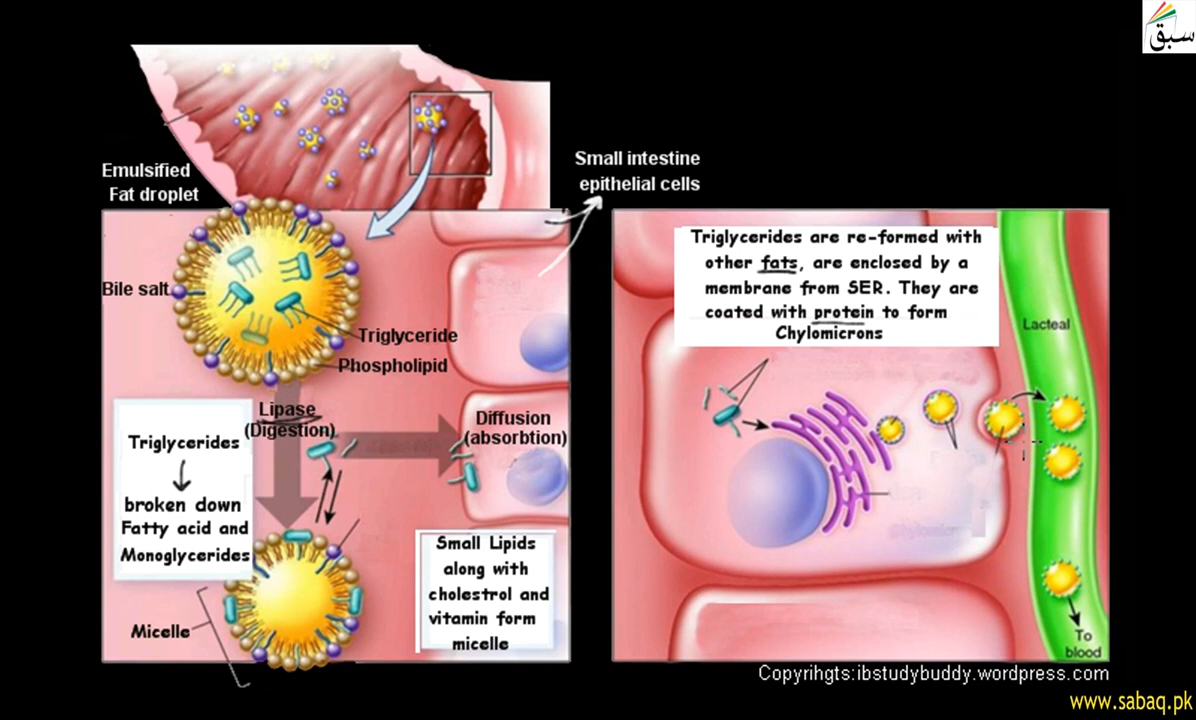 سبق
Emulsified
Fat droplet
Small intestine
epithelial cells
Bile salt
Triglyceride
Phospholipid
Lipase
(Digestion)
Diffusion
(absorbtion)
Triglycerides
broken down
Fatty acid and
Monoglycerides
Small Lipids
along with
cholestrol and
vitamin form
micelle
Micelle
Triglycerides are re-formed with
other fats, are enclosed by a
membrane from SER. They are
coated with protein to form
Chylomicrons
Lacteal
To
blood
Copyrihgts:ibstudybuddy.wordpress.com
www.sabaq.pk